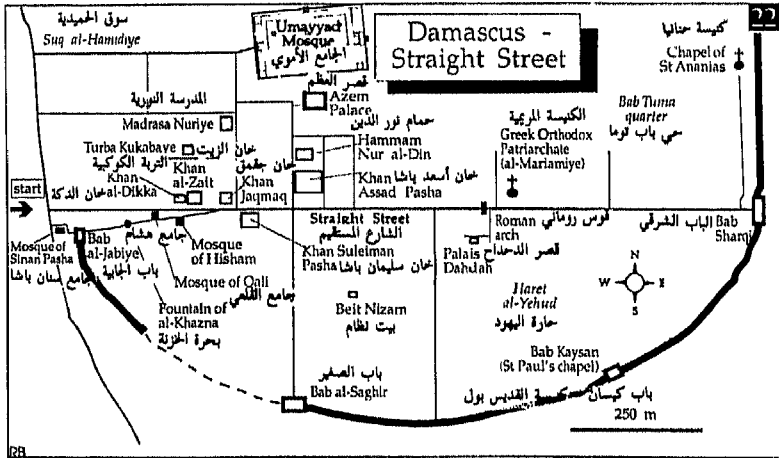 Damascus -
Straight Street
22
سوق الحميدية
Suq al-Hamidiye
Umayyad
Mosque
الجامع الأموي
قصر العظم
Azem
Palace
كنيسة حنانيا
Chapel of
St Ananias
Bab Tuma
quarter
حي باب توما
المدرسة النورية
Madrasa Nuriye
حمام نور الدين
Hammam
Nur al-Din
الكنيسة المريمية
Greek Orthodox
Patriarchate
(al-Mariamiye)
Turba Kukabaye
التربة الكوكبية
خان الزيت
Khan
al-Zait
خان جقمق
Khan
Jaqmaq
Khan
al-Dikka
خان الدكة
Khan
Assad Pasha
خان أسعد باشا
start
Straight Street
الشارع المستقيم
Mosque of
Sinan Pasha
جامع سنان باشا
Bab
al-Jabiye
باب الجابية
جامع هشام
Mosque
of Hisham
Mosque of Qali
جامع القلعي
Fountain of
al-Khazna
بحرة الخزنة
Khan Suleiman
Pasha
خان سليمان باشا
Roman
arch
قوس روماني
الباب الشرقي
Bab
Sharqi
Palais
Dahdah
قصر الدحداح
Beit Nizam
بيت نظام
Haret
al-Yehud
حارة اليهود
N
W
E
S
Bab Kaysan
(St Paul's chapel)
باب كيسان - كنيسة القديس بول
باب الصغير
Bab al-Saghir
250 m
RB